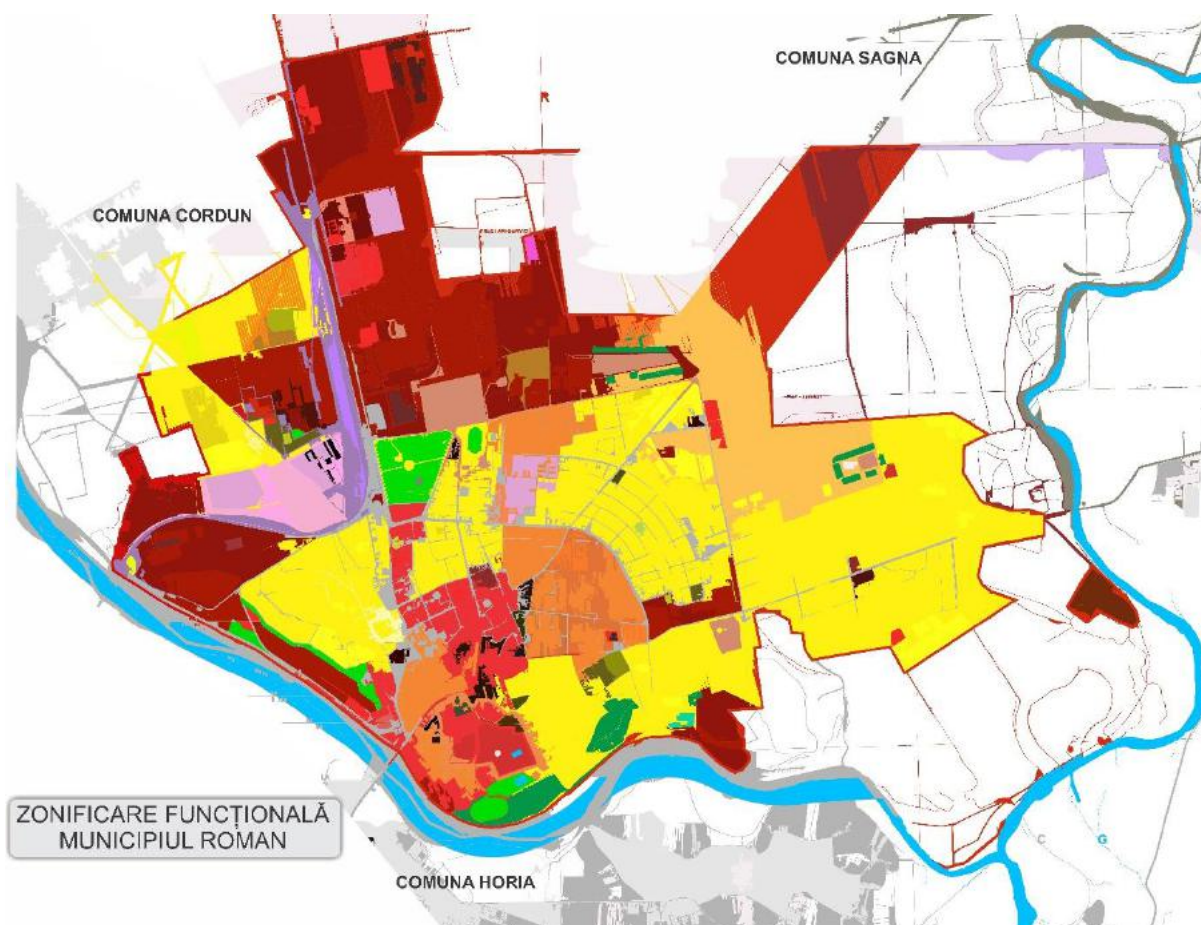 COMUNA SAGNA
COMUNA CORDUN
ZONIFICARE FUNCȚIONALĂ
MUNICIPIUL ROMAN
COMUNA HORIA
C
G